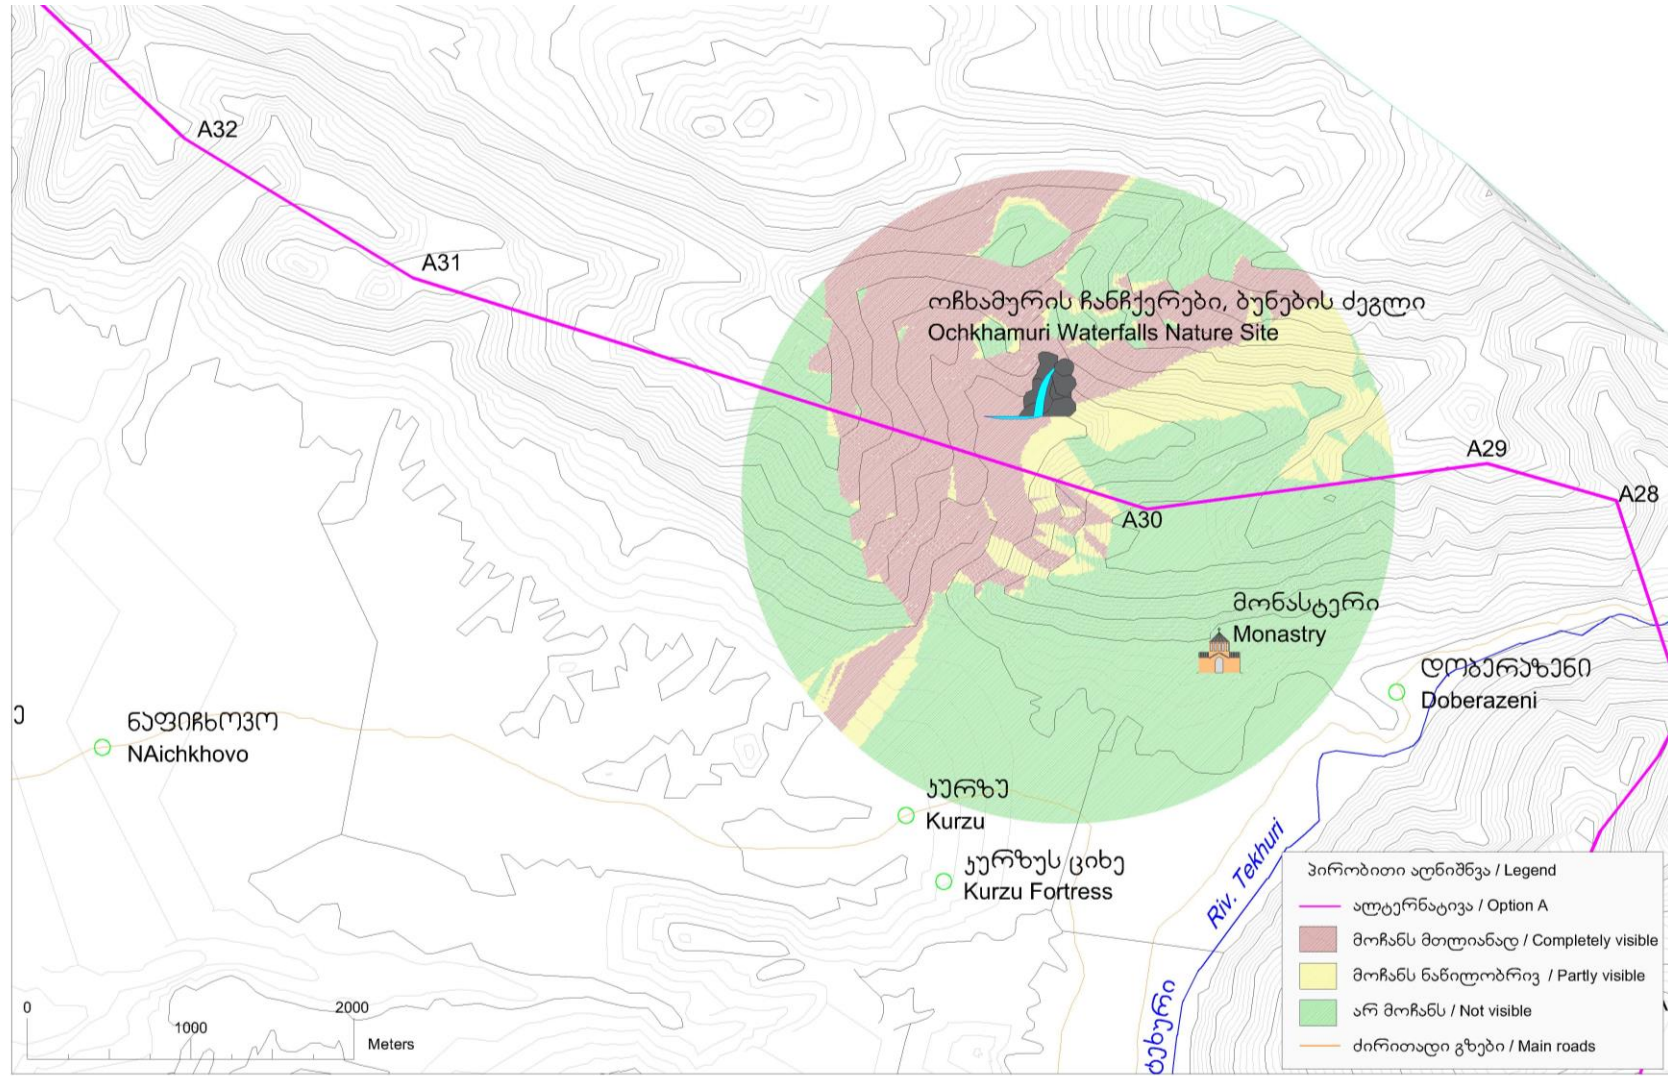 A32
A31
ოჩხამურის ჩანჩქერები, ბუნების ძეგლი
Ochkhamuri Waterfalls Nature Site
A29
A28
A30
მონასტერი
Monastry
დობერაზენი
Doberazeni
ე
ნაფიჩხოვო
NAichkhovo
კურზუ
Kurzu
კურზუს ციხე
Kurzu Fortress
Riv. Tekhuri
პირობითი აღნიშნვა / Legend
ალტერნატივა / Option A
მოჩანს მთლიანად / Completely visible
მოჩანს ნაწილობრივ / Partly visible
არ მოჩანს / Not visible
ძირითადი გზები / Main roads
0
1000
2000
Meters